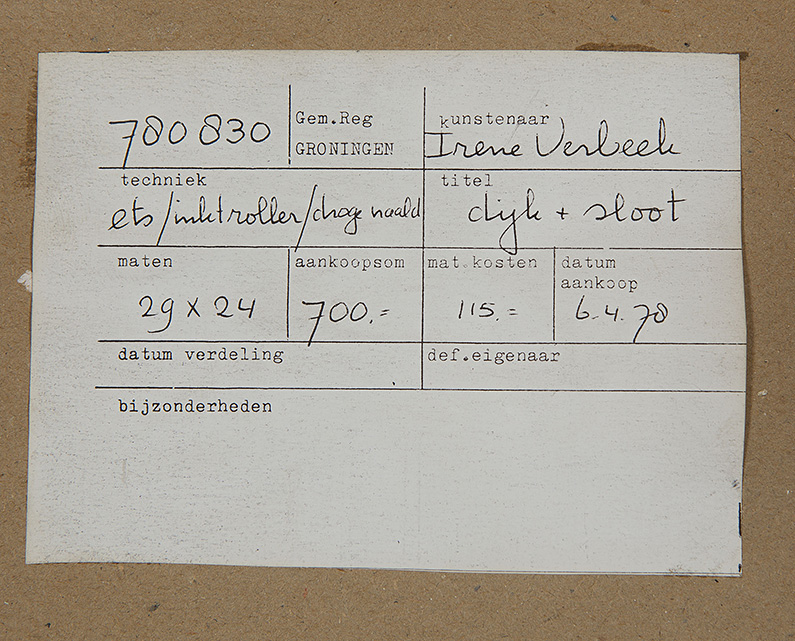 780830 Gem.Reg GRONINGEN kunstenaar Irene Verbeek
techniek titel
ets/inktroller/droge naald dijk + sloot
maten aankoopsom mat.kosten datum aankoop
29 x 24 700.= 115.= 6.4.78
datum verdeling def.eigenaar
bijzonderheden